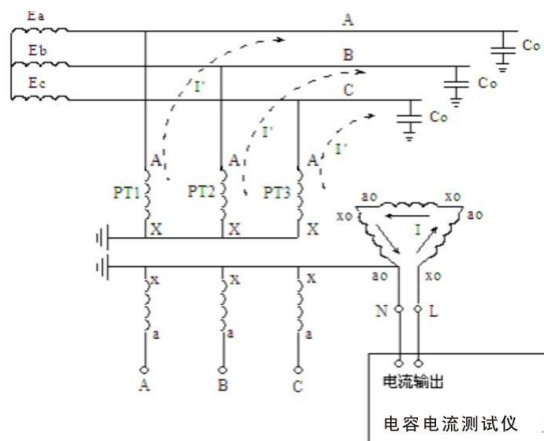 Ea
A
Eb
B
Co
Ec
C
Co
I'
Co
I'
I'
A
A
A
PT1
PT2
PT3
X
X
X
ao
xo
xo
ao
I
x
x
x
ao
xo
N
L
a
a
a
A
B
C
电流输出
电容电流测试仪